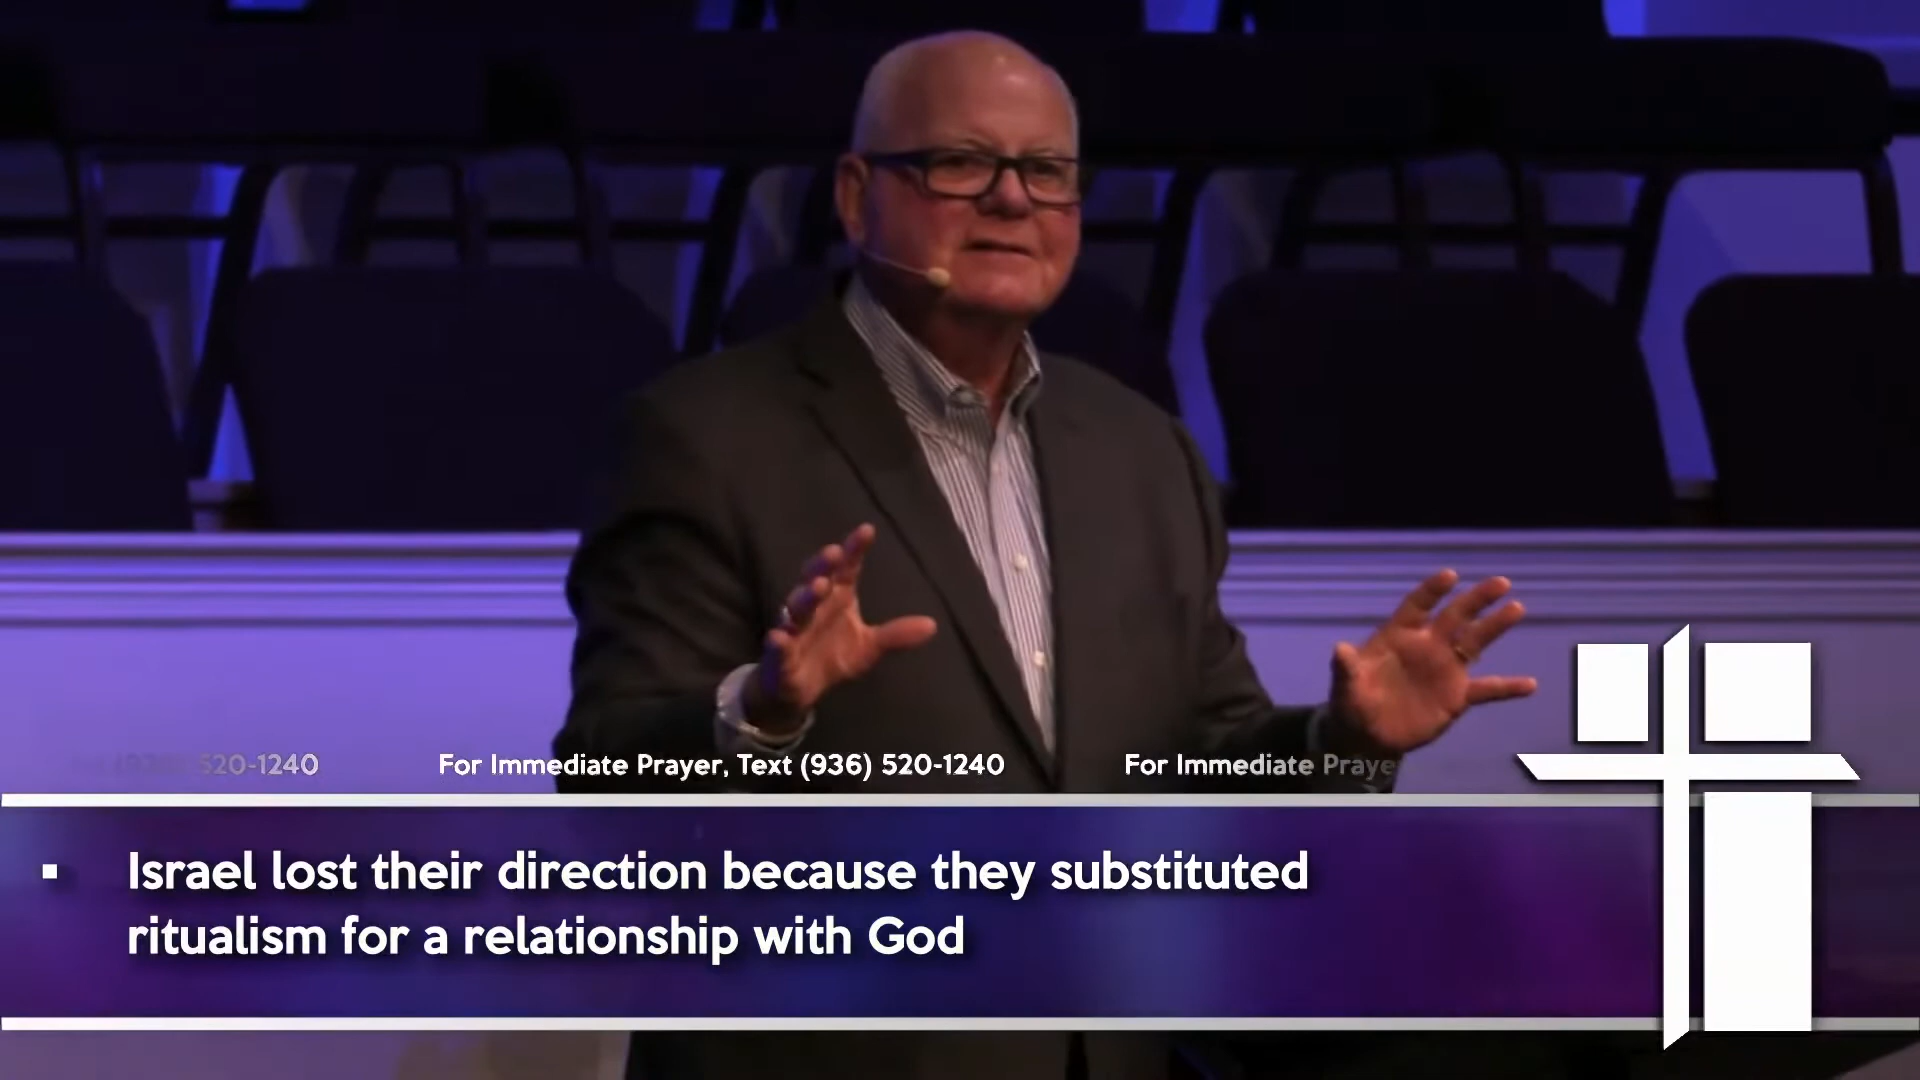 520-1240 For Immediate Prayer, Text (936) 520-1240 For Immediate
▪ Israel lost their direction because they substituted
ritualism for a relationship with God